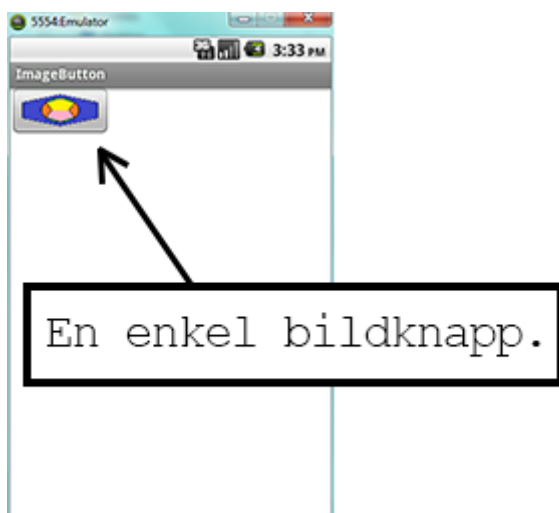 5554:Emulator
3:33 PM
ImageButton
En enkel bildknapp.